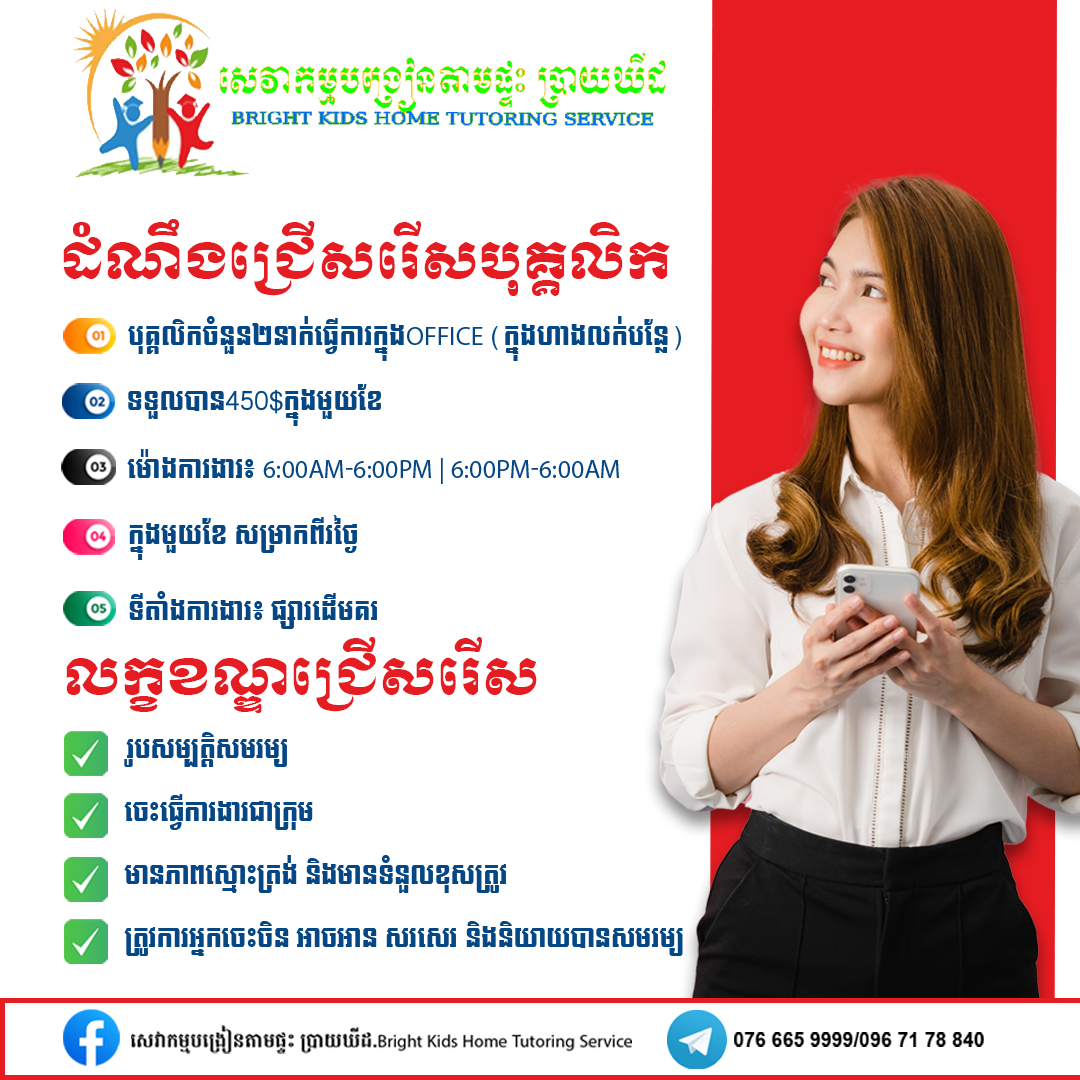 សេវាកម្មបង្រៀនតាមផ្ទះ ប្រាយឃីដ
BRIGHT KIDS HOME TUTORING SERVICE
ដំណឹងជ្រើសរើសបុគ្គលិក
01 បុគ្គលិកចំនួន២នាក់ធ្វើការក្នុងOFFICE ( ក្នុងហាងលក់បន្លែ )
02 ទទួលបាន450$ក្នុងមួយខែ
03 ម៉ោងការងារ៖ 6:00AM-6:00PM | 6:00PM-6:00AM
04 ក្នុងមួយខែ សម្រាកពីរថ្ងៃ
05 ទីតាំងការងារ៖ ផ្សារដើមគរ
លក្ខខណ្ឌជ្រើសរើស
រូបសម្បត្តិសមរម្យ
ចេះធ្វើការងារជាក្រុម
មានភាពស្មោះត្រង់ និងមានទំនួលខុសត្រូវ
ត្រូវការអ្នកចេះចិន អាចអាន សរសេរ និងនិយាយបានសមរម្យ
សេវាកម្មបង្រៀនតាមផ្ទះ ប្រាយឃីដ.Bright Kids Home Tutoring Service
076 665 9999/096 71 78 840